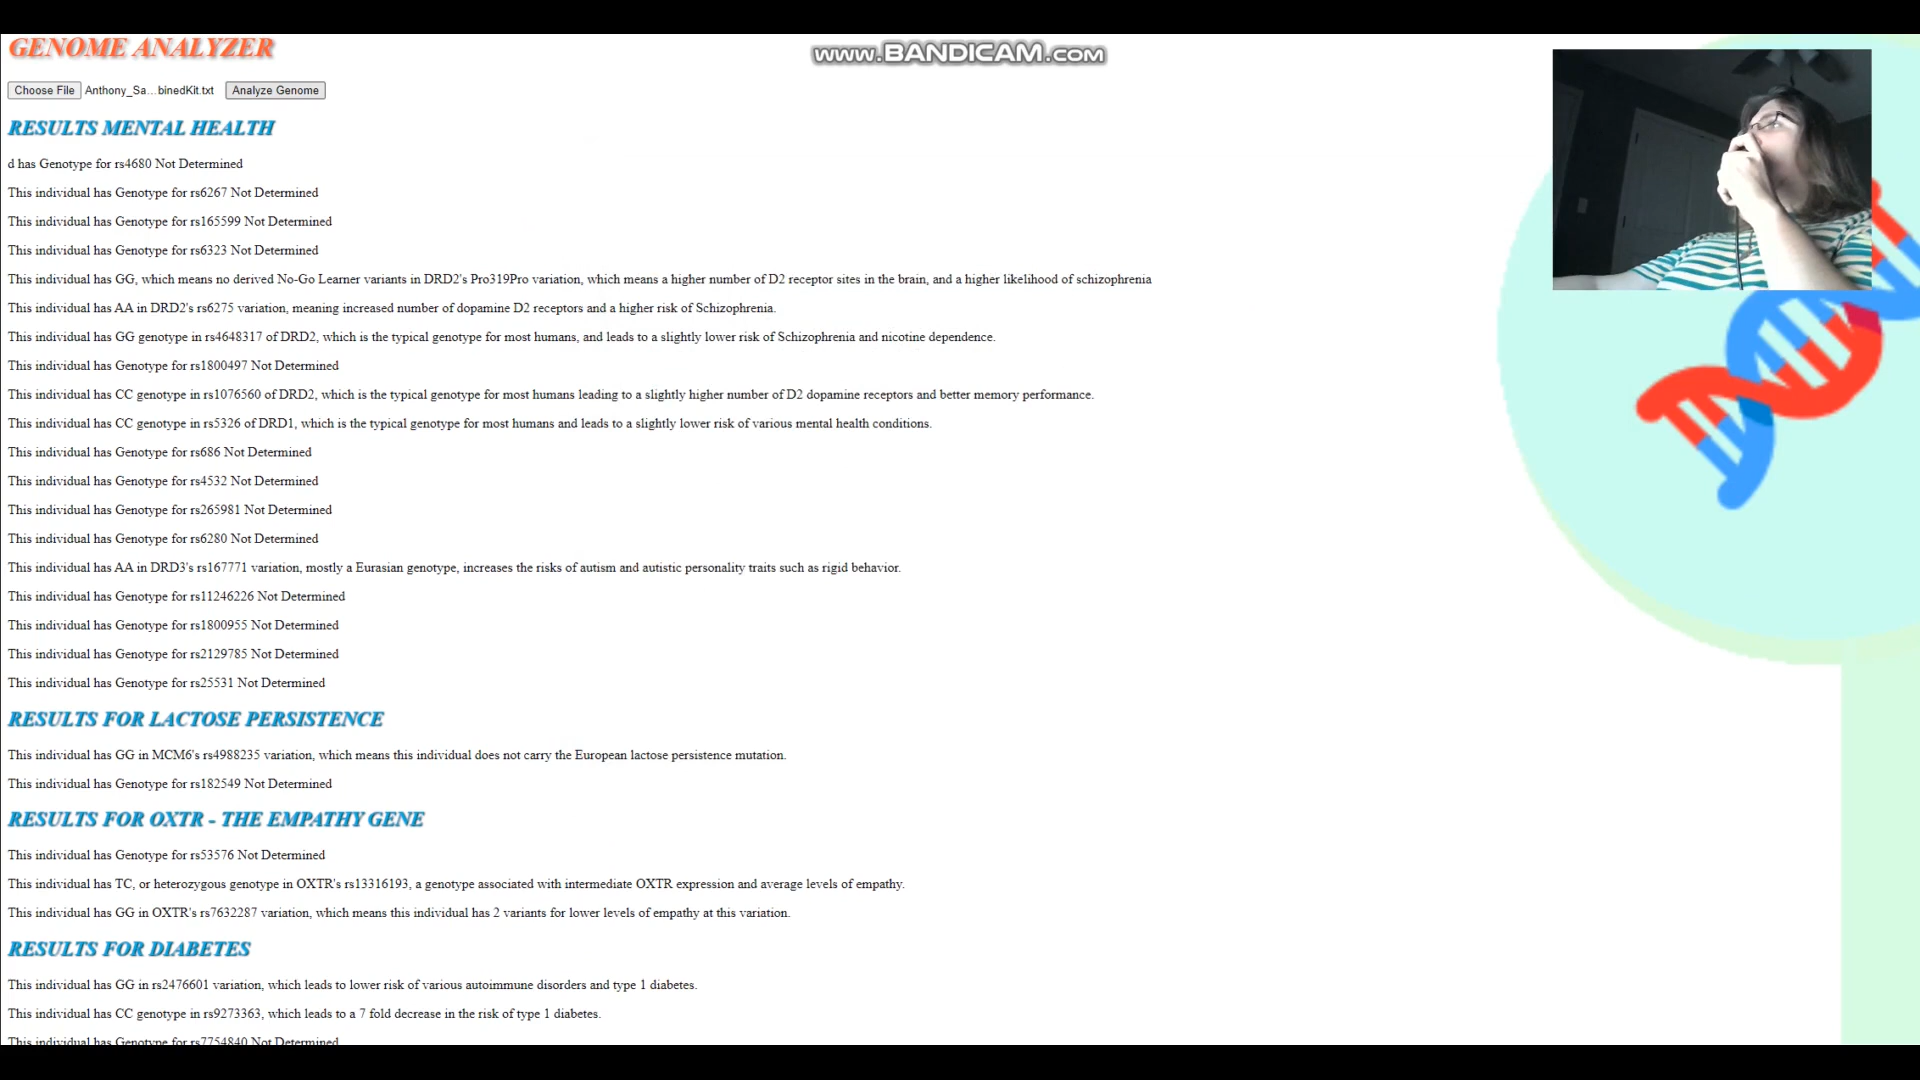 GENOME ANALYZER
www.BANDICAM.com
Choose File Anthony_Sa...binedKit.txt Analyze Genome
RESULTS MENTAL HEALTH
d has Genotype for rs4680 Not Determined
This individual has Genotype for rs6267 Not Determined
This individual has Genotype for rs165599 Not Determined
This individual has Genotype for rs6323 Not Determined
This individual has GG, which means no derived No-Go Learner variants in DRD2's Pro319Pro variation, which means a higher number of D2 receptor sites in the brain, and a higher likelihood of schizophrenia
This individual has AA in DRD2's rs6275 variation, meaning increased number of dopamine D2 receptors and a higher risk of Schizophrenia.
This individual has GG genotype in rs4648317 of DRD2, which is the typical genotype for most humans, and leads to a slightly lower risk of Schizophrenia and nicotine dependence.
This individual has Genotype for rs1800497 Not Determined
This individual has CC genotype in rs1076560 of DRD2, which is the typical genotype for most humans leading to a slightly higher number of D2 dopamine receptors and better memory performance.
This individual has CC genotype in rs5326 of DRD1, which is the typical genotype for most humans and leads to a slightly lower risk of various mental health conditions.
This individual has Genotype for rs686 Not Determined
This individual has Genotype for rs4532 Not Determined
This individual has Genotype for rs265981 Not Determined
This individual has Genotype for rs6280 Not Determined
This individual has AA in DRD3's rs167771 variation, mostly a Eurasian genotype, increases the risks of autism and autistic personality traits such as rigid behavior.
This individual has Genotype for rs11246226 Not Determined
This individual has Genotype for rs1800955 Not Determined
This individual has Genotype for rs2129785 Not Determined
This individual has Genotype for rs25531 Not Determined
RESULTS FOR LACTOSE PERSISTENCE
This individual has GG in MCM6's rs4988235 variation, which means this individual does not carry the European lactose persistence mutation.
This individual has Genotype for rs182549 Not Determined
RESULTS FOR OXTR - THE EMPATHY GENE
This individual has Genotype for rs53576 Not Determined
This individual has TC, or heterozygous genotype in OXTR's rs13316193, a genotype associated with intermediate OXTR expression and average levels of empathy.
This individual has GG in OXTR's rs7632287 variation, which means this individual has 2 variants for lower levels of empathy at this variation.
RESULTS FOR DIABETES
This individual has GG in rs2476601 variation, which leads to lower risk of various autoimmune disorders and type 1 diabetes.
This individual has CC genotype in rs9273363, which leads to a 7 fold decrease in the risk of type 1 diabetes.
This individual has Genotype for rs7754840 Not Determined